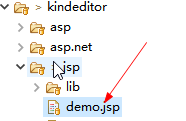 > kindeditor
> asp
> asp.net
jsp
> lib
demo.jsp